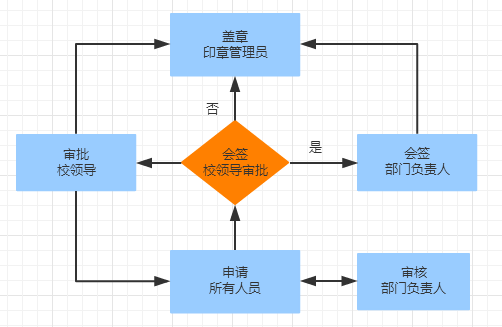 盖章
印章管理员
否
审批
校领导
会签
校领导审批
是
会签
部门负责人
申请
所有人员
审核
部门负责人